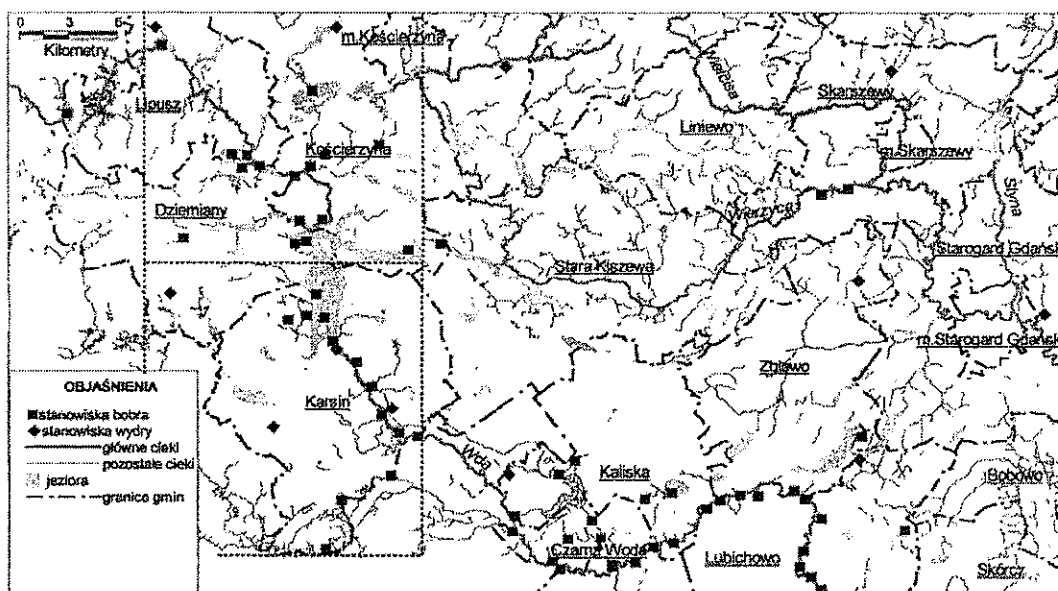 0 3 6
Kilometry
m.Kościerzyna
Lipusz
Wietcisa
Skarszewy
Liniewo
Kościerzyna
m.Skarszewy
Dziemiany
Wierzyca
Styna
Starogard Gdański
Stara Kiszewa
m.Starogard Gdański
Zblewo
OBJAŚNIENIA
stanowiska bobra
stanowiska wydry
główne cieki
pozostałe cieki
jeziora
granice gmin
Karsin
Wda
Kaliska
Bobowo
Czarna Woda
Lubichowo
Skórcz